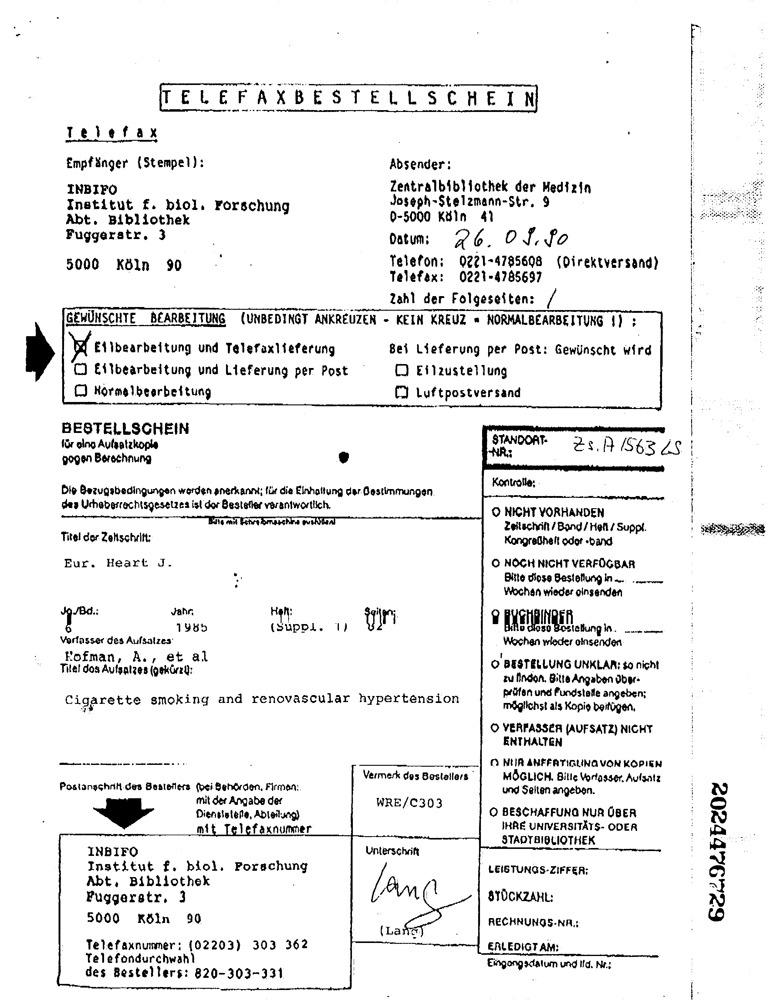 TELEFAXBESTELLSCHEIN
Telefax
Empfänger (Stempel):
INBIFO
Institut f. biol. Forschung
Abt. Bibliothek
Fuggerstr. 3
5000 Köln 90
Absender:
Zentralbibliothek der Medizin
Joseph-Stelzmann-Str. 9
D-5000 Köln 41
Datum: 26.09.90
Telefon: 0221-4785608 (Direktversand)
Telefax: 0221-4785697
Zahl der Folgeseiten: /
GEWÜNSCHTE BEARBEITUNG (UNBEDINGT ANKREUZEN - KEIN KREUZ = NORMALBEARBEITUNG !) :
Eilbearbeitung und Telefaxlieferung
Eilbearbeitung und Lieferung per Post
Normalbearbeitung
Bei Lieferung per Post: Gewünscht wird
Eilzustellung
Luftpostversand
BESTELLSCHEIN
für eine Aufsatzkopie
gegen Berechnung
Die Bezugsbedingungen werden anerkannt; für die Einhaltung der Bestimmungen
des Urheberrechtsgesetzes ist der Besteller verantwortlich.
Bitte mit Schreibmaschine ausfüllen!
Titel der Zeitschrift:
Eur. Heart J.
Jg./Bd.: Jahr: Heft: Seiten:
6 1985 (Suppl. 1)
Verfasser des Aufsatzes:
Hofman, A., et al
Titel des Aufsatzes (gekürzt):
Cigarette smoking and renovascular hypertension
STANDORT-
NR.: Zs.A 1563 LS
Kontrolle:
NICHT VORHANDEN
Zeitschrift / Band / Heft / Suppl.
Kongreßheft oder -band
NOCH NICHT VERFÜGBAR
Bitte diese Bestellung in
Wochen wieder einsenden
BUCHBINDER
Bitte diese Bestellung in
Wochen wieder einsenden
BESTELLUNG UNKLAR: so nicht
zu finden. Bitte Angaben über-
prüfen und Fundstelle angeben;
möglichst als Kopie beifügen.
VERFASSER (AUFSATZ) NICHT
ENTHALTEN
NUR ANFERTIGUNG VON KOPIEN
MÖGLICH. Bitte Verfasser, Aufsatz
und Seiten angeben.
BESCHAFFUNG NUR ÜBER
IHRE UNIVERSITÄTS- ODER
STADTBIBLIOTHEK
LEISTUNGS-ZIFFER:
STÜCKZAHL:
RECHNUNGS-NR.:
ERLEDIGT AM:
Eingangsdatum und lfd. Nr.:
Postanschrift des Bestellers (bei Behörden, Firmen:
mit der Angabe der
Dienststelle, Abteilung)
mit Telefaxnummer
INBIFO
Institut f. biol. Forschung
Abt. Bibliothek
Fuggerstr. 3
5000 Köln 90
Telefaxnummer: (02203) 303 362
Telefondurchwahl
des Bestellers: 820-303-331
Vermerk des Bestellers
WRE/C303
Unterschrift
Lang
(Lang)
2024476729